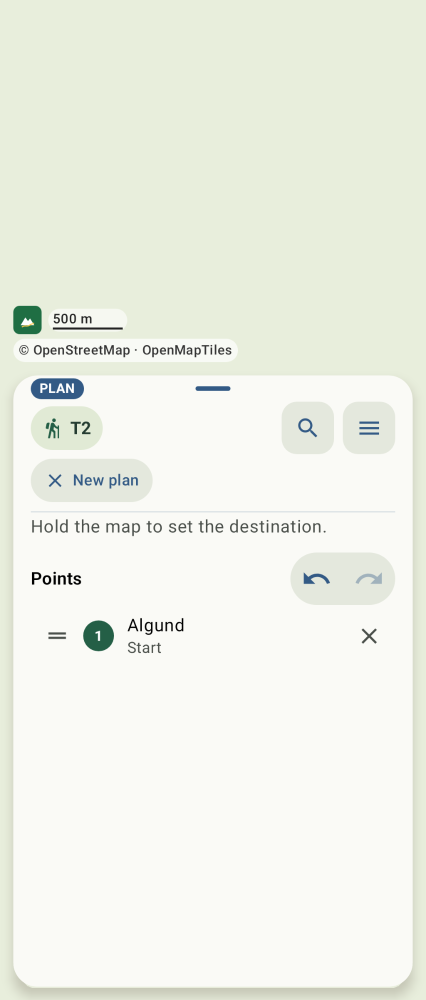 500 m
© OpenStreetMap · OpenMapTiles
PLAN
T2
New plan
Hold the map to set the destination.
Points
1
Algund
Start